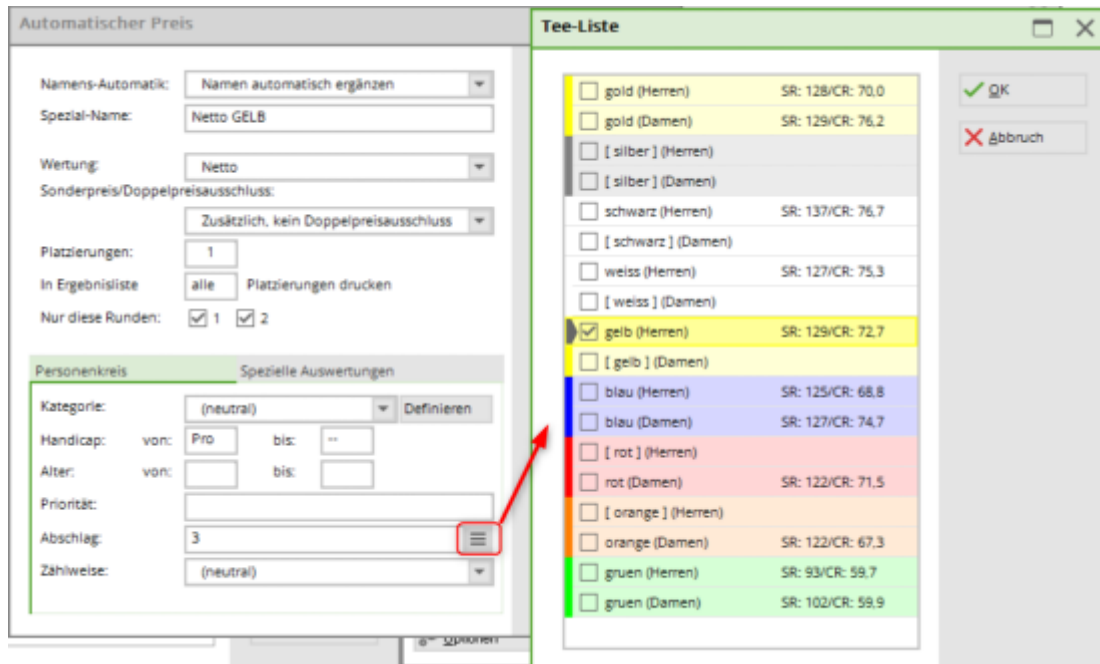 Automatischer Preis
Namens-Automatik: Namen automatisch ergänzen
Spezial-Name: Netto GELB
Wertung: Netto
Sonderpreis/Doppelpreisausschluss:
Zusätzlich, kein Doppelpreisausschluss
Platzierungen: 1
In Ergebnisliste alle Platzierungen drucken
Nur diese Runden: 1 2
Personenkreis Spezielle Auswertungen
Kategorie: (neutral) Definieren
Handicap: von: Pro bis: --
Alter: von: bis:
Priorität:
Abschlag: 3
Zählweise: (neutral)
Optionen
Tee-Liste
gold (Herren) SR: 128/CR: 70,0
gold (Damen) SR: 129/CR: 76,2
[ silber ] (Herren)
[ silber ] (Damen)
schwarz (Herren) SR: 137/CR: 76,7
[ schwarz ] (Damen)
weiss (Herren) SR: 127/CR: 75,3
[ weiss ] (Damen)
gelb (Herren) SR: 129/CR: 72,7
[ gelb ] (Damen)
blau (Herren) SR: 125/CR: 68,8
blau (Damen) SR: 127/CR: 74,7
[ rot ] (Herren)
rot (Damen) SR: 122/CR: 71,5
[ orange ] (Herren)
orange (Damen) SR: 122/CR: 67,3
gruen (Herren) SR: 93/CR: 59,7
gruen (Damen) SR: 102/CR: 59,9
OK
Abbruch